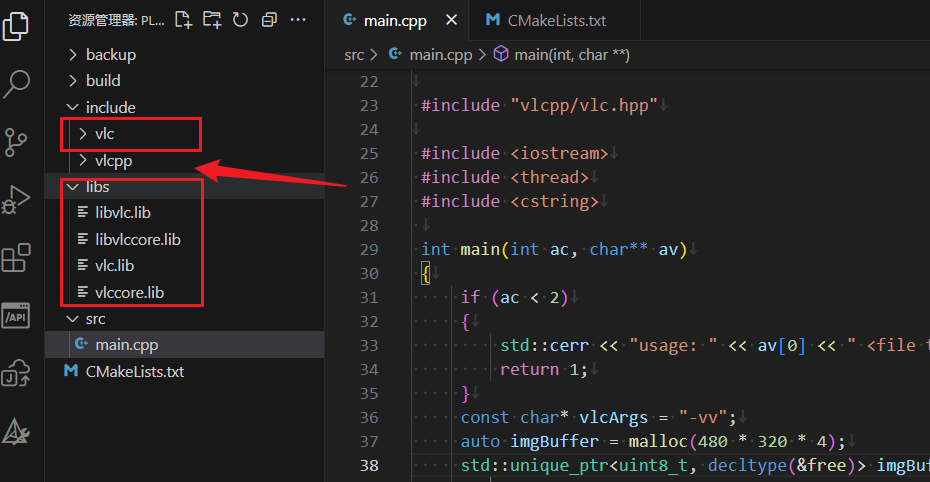 资源管理器: PL...
backup
build
include
vlc
vlcpp
libs
libvlc.lib
libvlccore.lib
vlc.lib
vlccore.lib
src
main.cpp
CMakeLists.txt
/API
J
main.cpp
M CMakeLists.txt
src > main.cpp > main(int, char **)
22
23 #include "vlcpp/vlc.hpp"
24
25 #include <iostream>
26 #include <thread>
27 #include <cstring>
28
29 int main(int ac, char** av)
30 {
31 if (ac < 2)
32 {
33 std::cerr << "usage: " << av[0] << " <file t
34 return 1;
35 }
36 const char* vlcArgs = "-vv";
37 auto imgBuffer = malloc(480 * 320 * 4);
38 std::unique_ptr<uint8_t, decltype(&free)> imgBuf